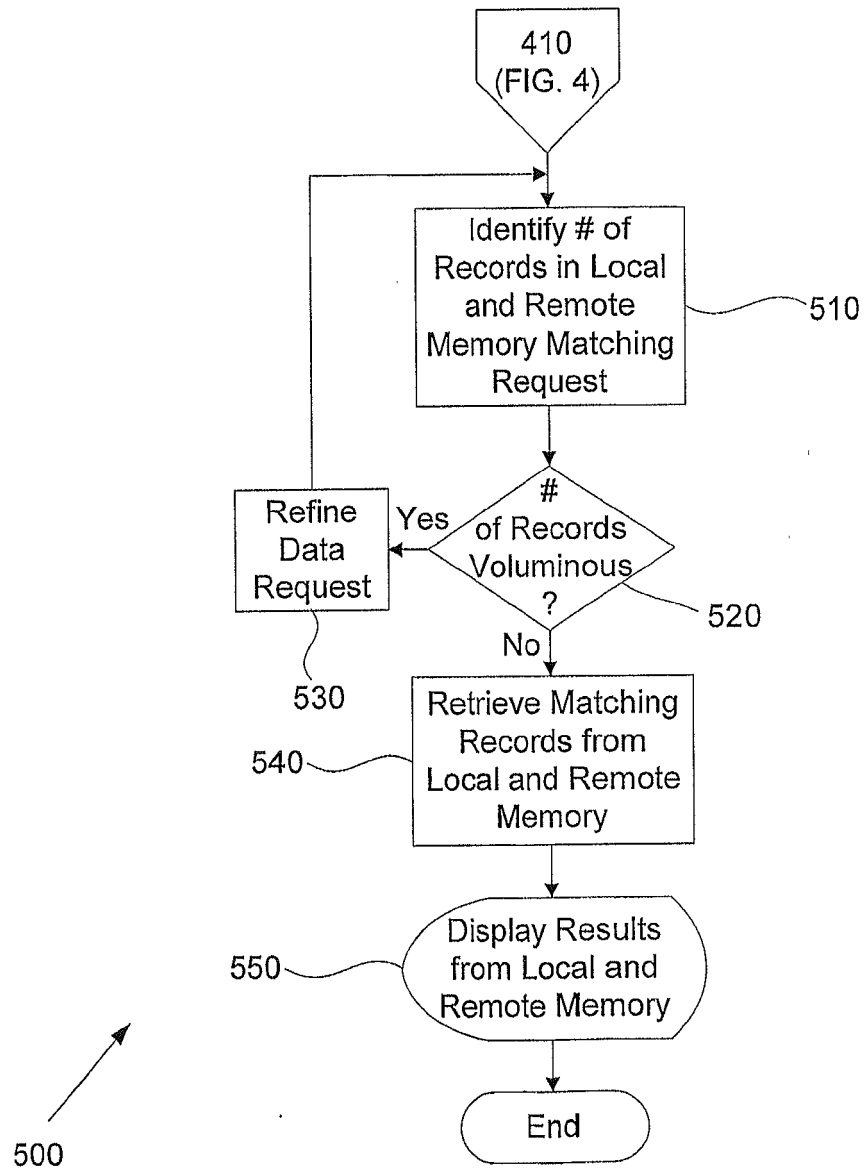 410
(FIG. 4)
Identify # of
Records in Local
and Remote
Memory Matching
Request
510
#
of Records
Voluminous
?
520
Yes
Refine
Data
Request
530
No
Retrieve Matching
Records from
Local and Remote
Memory
540
Display Results
from Local and
Remote Memory
550
End
500